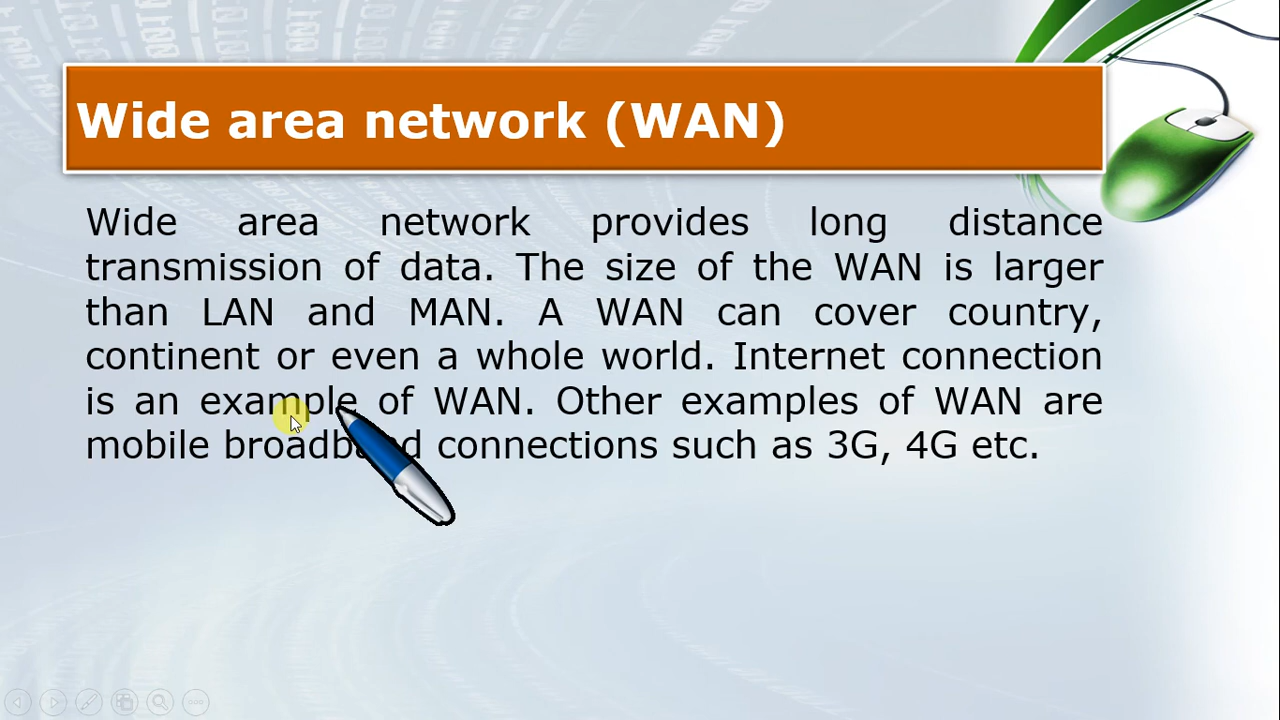 Wide area network (WAN)
Wide area network provides long distance
transmission of data. The size of the WAN is larger
than LAN and MAN. A WAN can cover country,
continent or even a whole world. Internet connection
is an example of WAN. Other examples of WAN are
mobile broadband connections such as 3G, 4G etc.